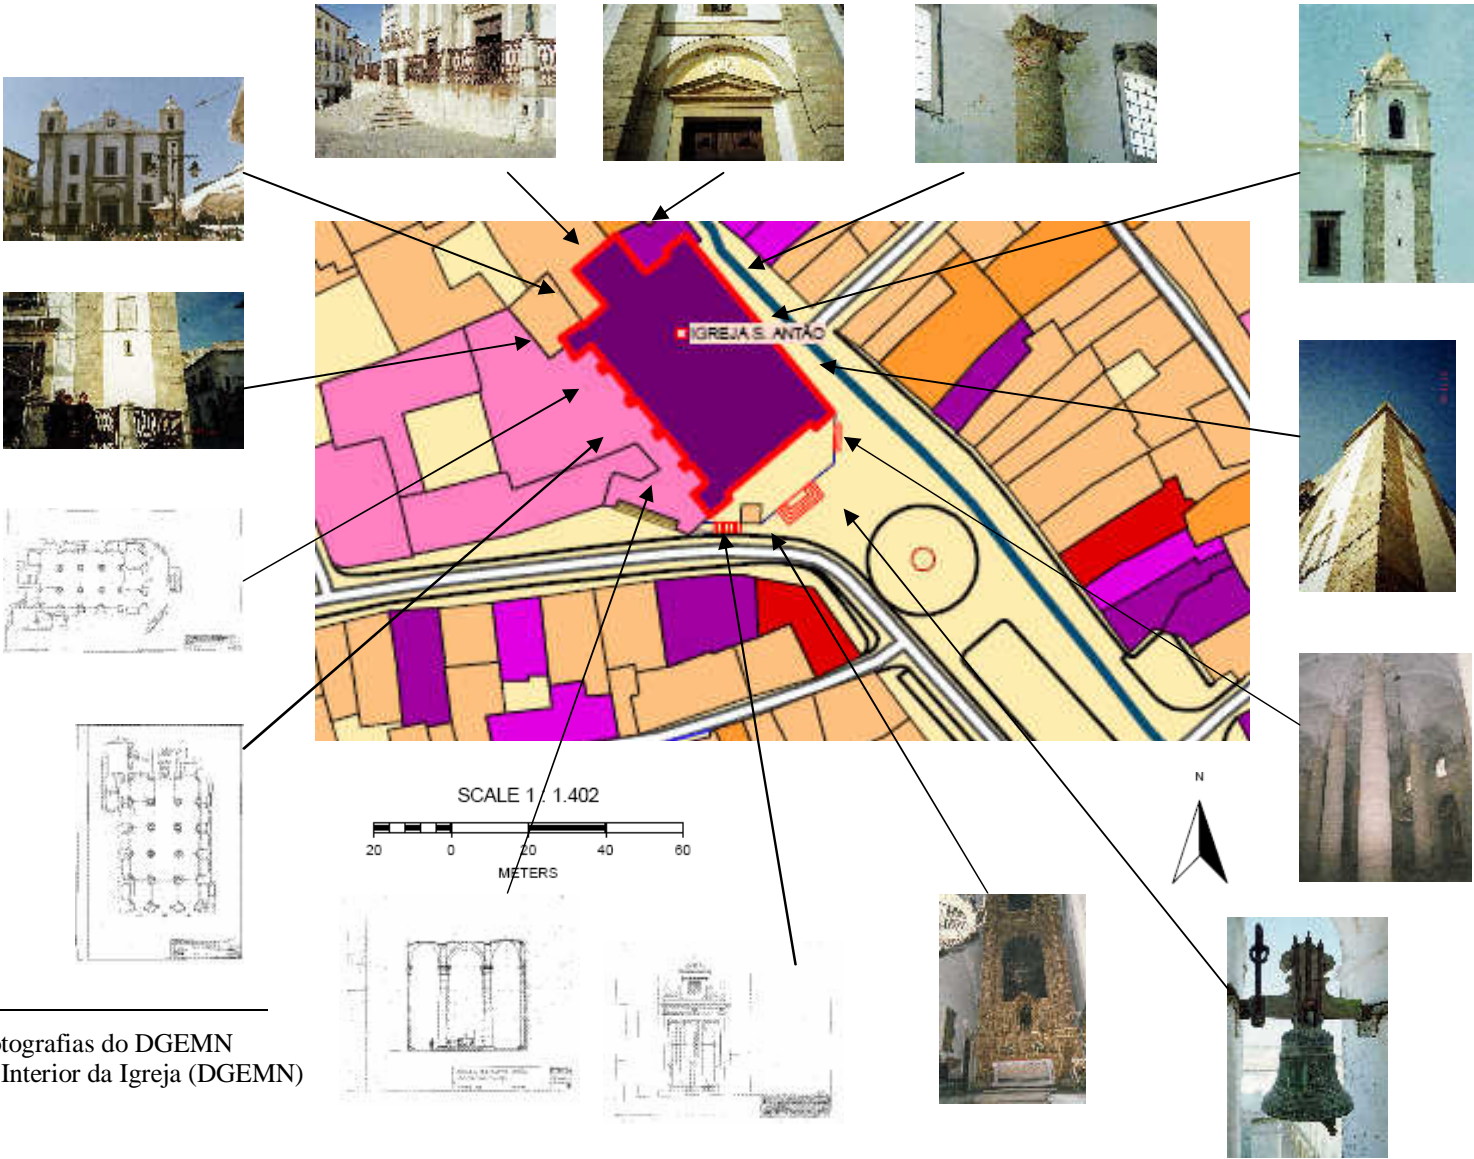 IGREJA S. ANTÃO
SCALE 1 : 1.402
20 0 20 40 60
METERS
N
tografias do DGEMN
Interior da Igreja (DGEMN)